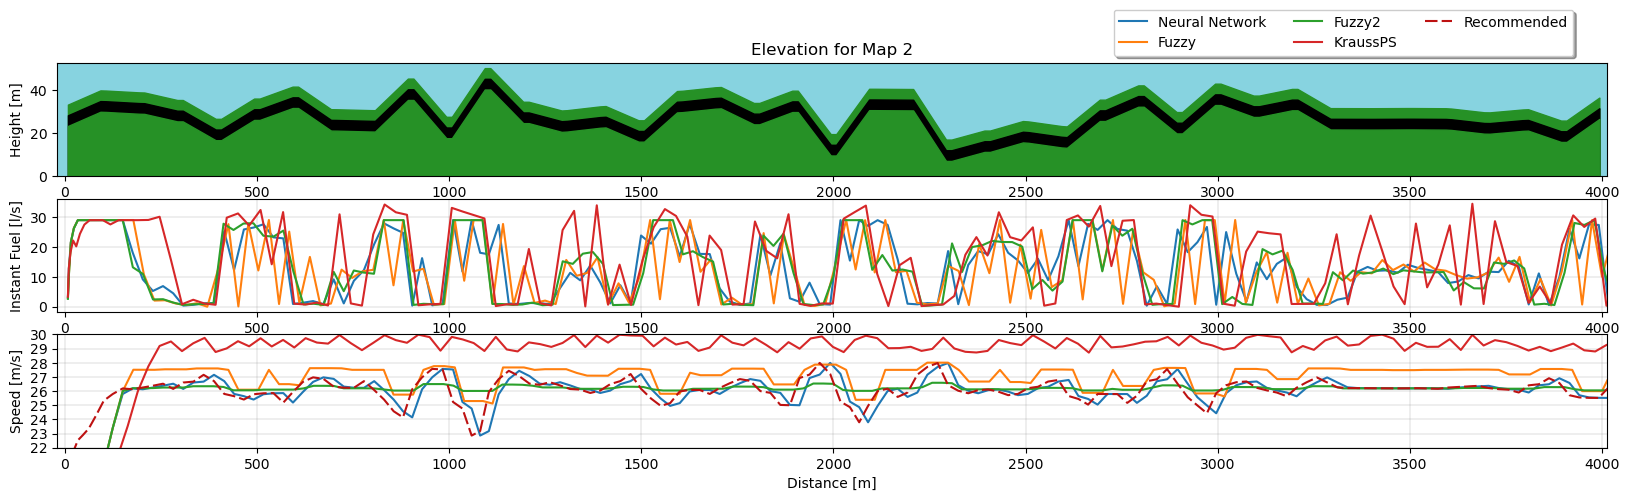 Neural Network Fuzzy2 Recommended
Fuzzy KraussPS
Elevation for Map 2
Height [m]
40
20
0
0 500 1000 1500 2000 2500 3000 3500 4000
Instant Fuel [l/s]
30
20
10
0
0 500 1000 1500 2000 2500 3000 3500 4000
Speed [m/s]
30
29
28
27
26
25
24
23
22
0 500 1000 1500 2000 2500 3000 3500 4000
Distance [m]